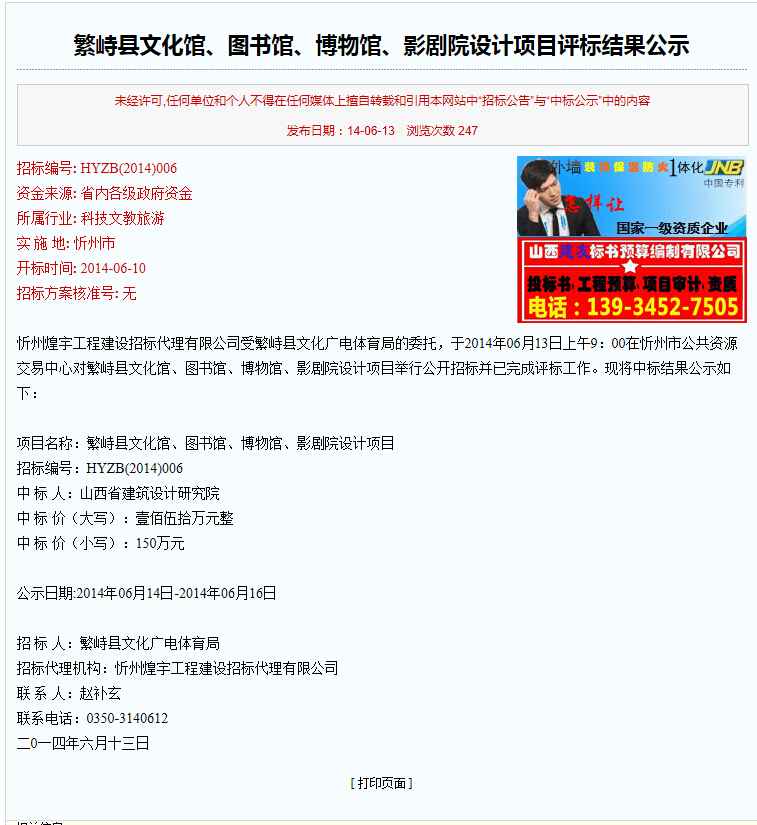 繁峙县文化馆、图书馆、博物馆、影剧院设计项目评标结果公示
未经许可,任何单位和个人不得在任何媒体上擅自转载和引用本网站中“招标公告”与“中标公示”中的内容
发布日期：14-06-13 浏览次数 247
招标编号: HYZB(2014)006
资金来源: 省内各级政府资金
所属行业: 科技文教旅游
实 施 地: 忻州市
开标时间: 2014-06-10
招标方案核准号: 无
外墙装饰保温防火1体化JNB
中国专利
怎样让
国家一级资质企业
山西建友标书预算编制有限公司
投标书 工程预算 项目审计 资质
电话：139-3452-7505
忻州煌宇工程建设招标代理有限公司受繁峙县文化广电体育局的委托，于2014年06月13日上午9：00在忻州市公共资源
交易中心对繁峙县文化馆、图书馆、博物馆、影剧院设计项目举行公开招标并已完成评标工作。现将中标结果公示如
下：
项目名称：繁峙县文化馆、图书馆、博物馆、影剧院设计项目
招标编号：HYZB(2014)006
中 标 人：山西省建筑设计研究院
中 标 价（大写）：壹佰伍拾万元整
中 标 价（小写）：150万元
公示日期:2014年06月14日-2014年06月16日
招 标 人：繁峙县文化广电体育局
招标代理机构：忻州煌宇工程建设招标代理有限公司
联 系 人：赵补玄
联系电话：0350-3140612
二0一四年六月十三日
[ 打印页面 ]